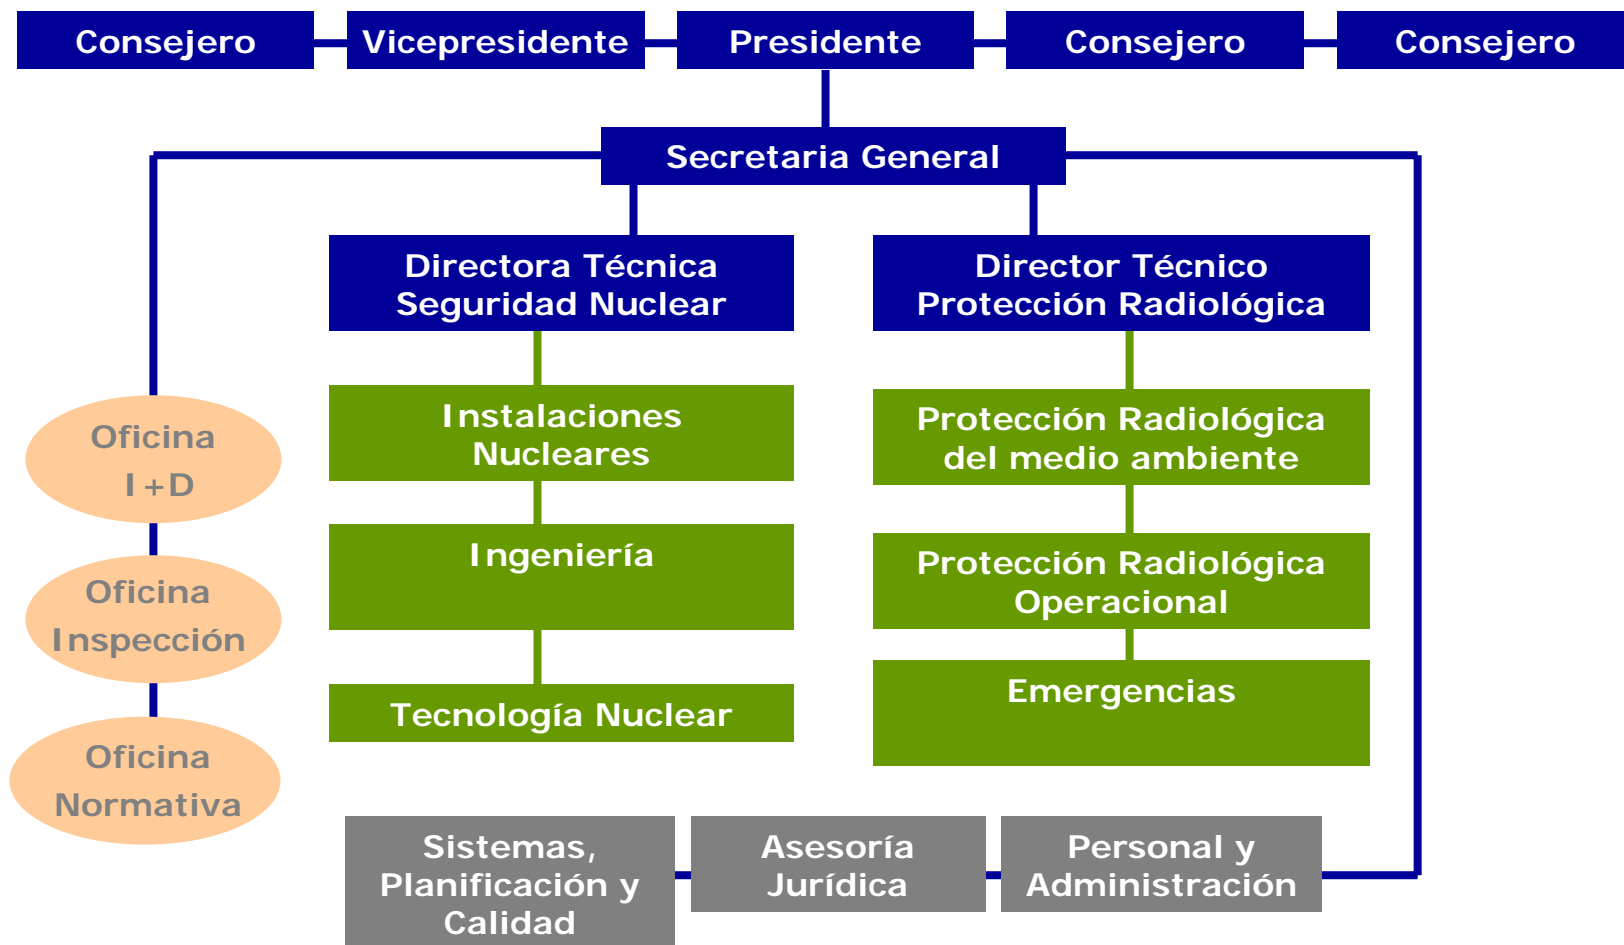 Consejero
Vicepresidente
Presidente
Consejero
Consejero
Secretaria General
Directora Técnica
Seguridad Nuclear
Director Técnico
Protección Radiológica
Instalaciones
Nucleares
Protección Radiológica
del medio ambiente
Oficina
I+D
Ingeniería
Protección Radiológica
Operacional
Oficina
Inspección
Tecnología Nuclear
Emergencias
Oficina
Normativa
Sistemas,
Planificación y
Calidad
Asesoría
Jurídica
Personal y
Administración